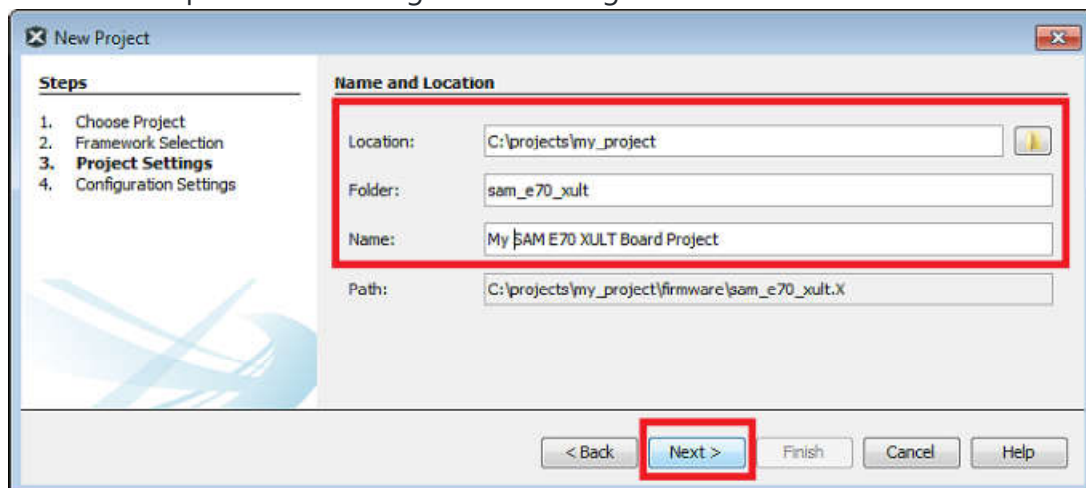 New Project
Steps
1. Choose Project
2. Framework Selection
3. Project Settings
4. Configuration Settings
Name and Location
Location: C:\projects\my_project
Folder: sam_e70_xult
Name: My SAM E70 XULT Board Project
Path: C:\projects\my_project\firmware\sam_e70_xult.X
< Back Next > Finish Cancel Help